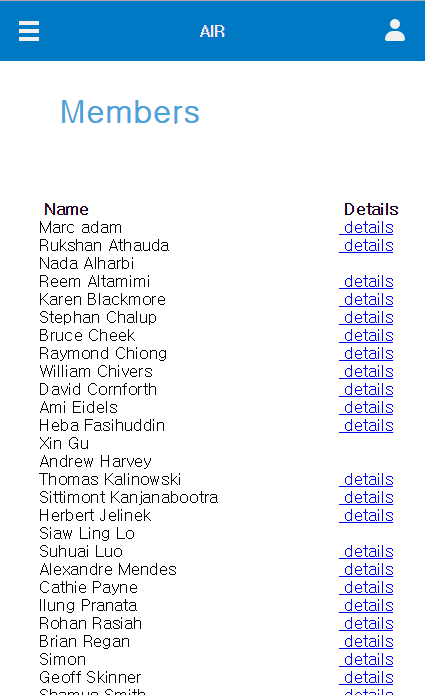 AIR
Members
Name Details
Marc adam details
Rukshan Athauda details
Nada Alharbi
Reem Altamimi details
Karen Blackmore details
Stephan Chalup details
Bruce Cheek details
Raymond Chiong details
William Chivers details
David Cornforth details
Ami Eidels details
Heba Fasihuddin details
Xin Gu
Andrew Harvey
Thomas Kalinowski details
Sittimont Kanjanabootra details
Herbert Jelinek details
Siaw Ling Lo
Suhuai Luo details
Alexandre Mendes details
Cathie Payne details
Ilung Pranata details
Rohan Rasiah details
Brian Regan details
Simon details
Geoff Skinner details
Shamus Smith details